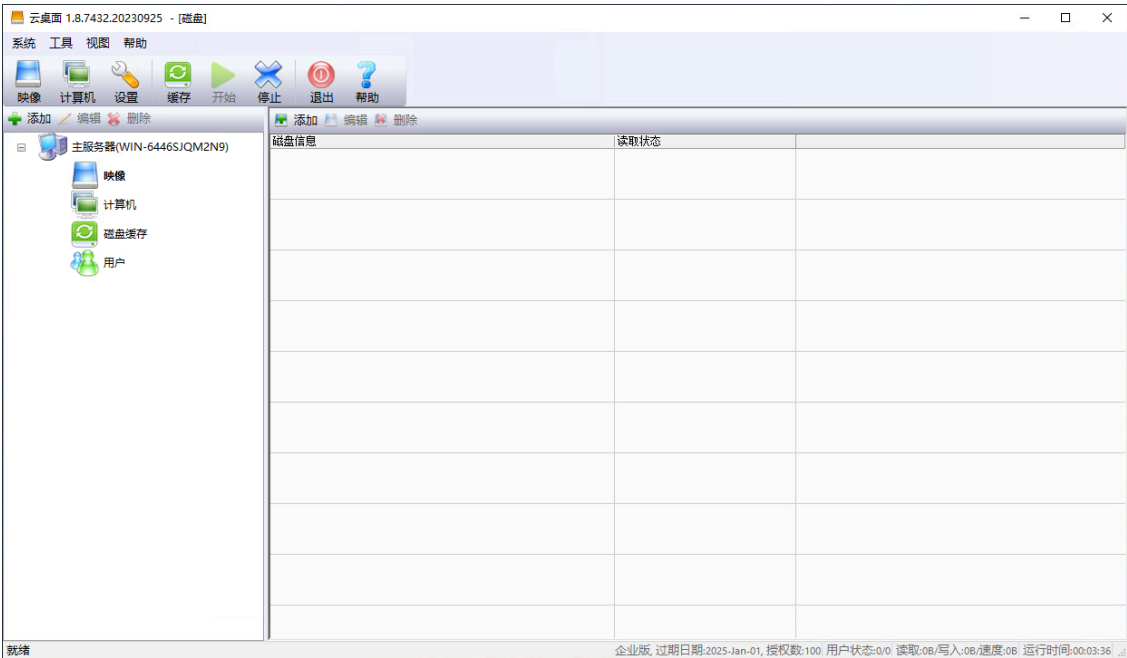 云桌面 1.8.7432.20230925 - [磁盘]
系统 工具 视图 帮助
映像 计算机 设置 缓存 开始 停止 退出 帮助
添加 编辑 删除
添加 编辑 删除
主服务器(WIN-6446SJQM2N9)
映像
计算机
磁盘缓存
用户
磁盘信息 读取状态
就绪 企业版, 过期日期:2025-Jan-01, 授权数:100 用户状态:0/0 读取:0B/写入:0B/速度:0B 运行时间:00:03:36